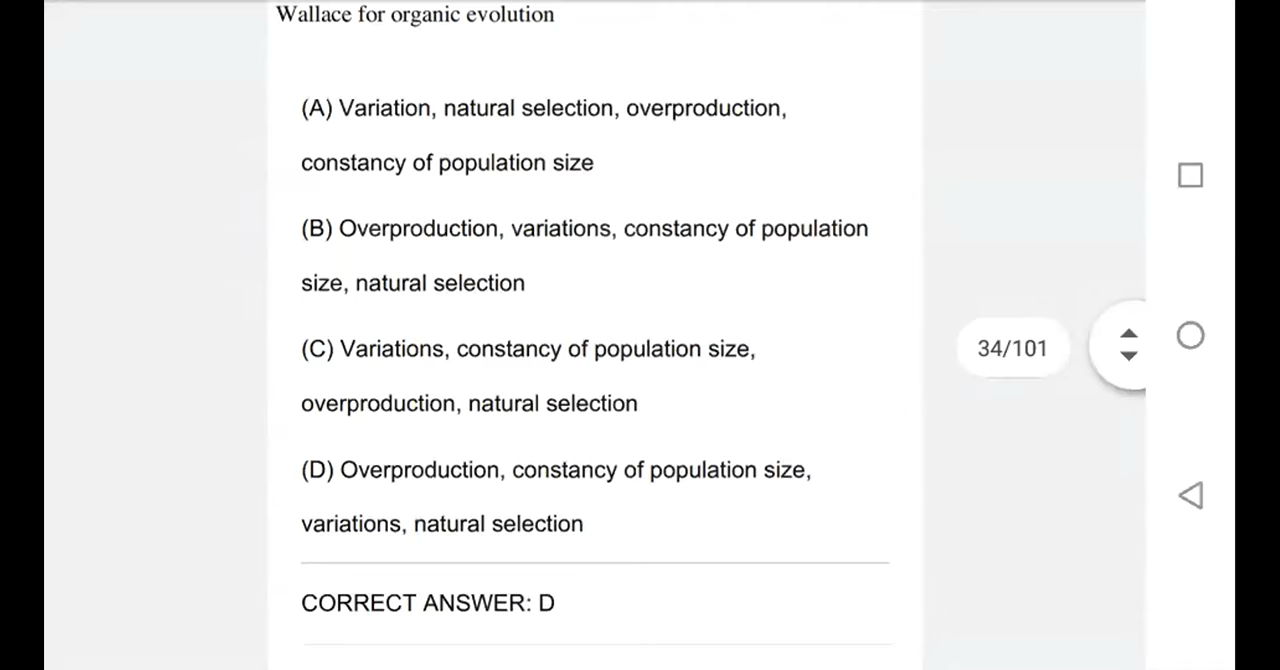 Wallace for organic evolution
(A) Variation, natural selection, overproduction,
constancy of population size
(B) Overproduction, variations, constancy of population
size, natural selection
(C) Variations, constancy of population size,
overproduction, natural selection
(D) Overproduction, constancy of population size,
variations, natural selection
CORRECT ANSWER: D
34/101